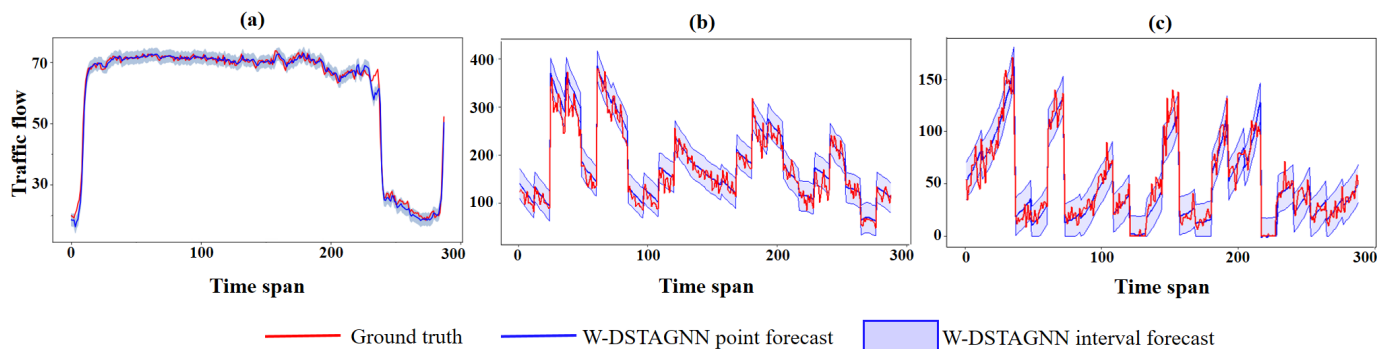 (a)
(b)
(c)
Traffic flow
70
50
30
0
100
200
300
400
300
200
100
0
100
200
300
150
100
50
0
0
100
200
300
Time span
Time span
Time span
Ground truth
W-DSTAGNN point forecast
W-DSTAGNN interval forecast